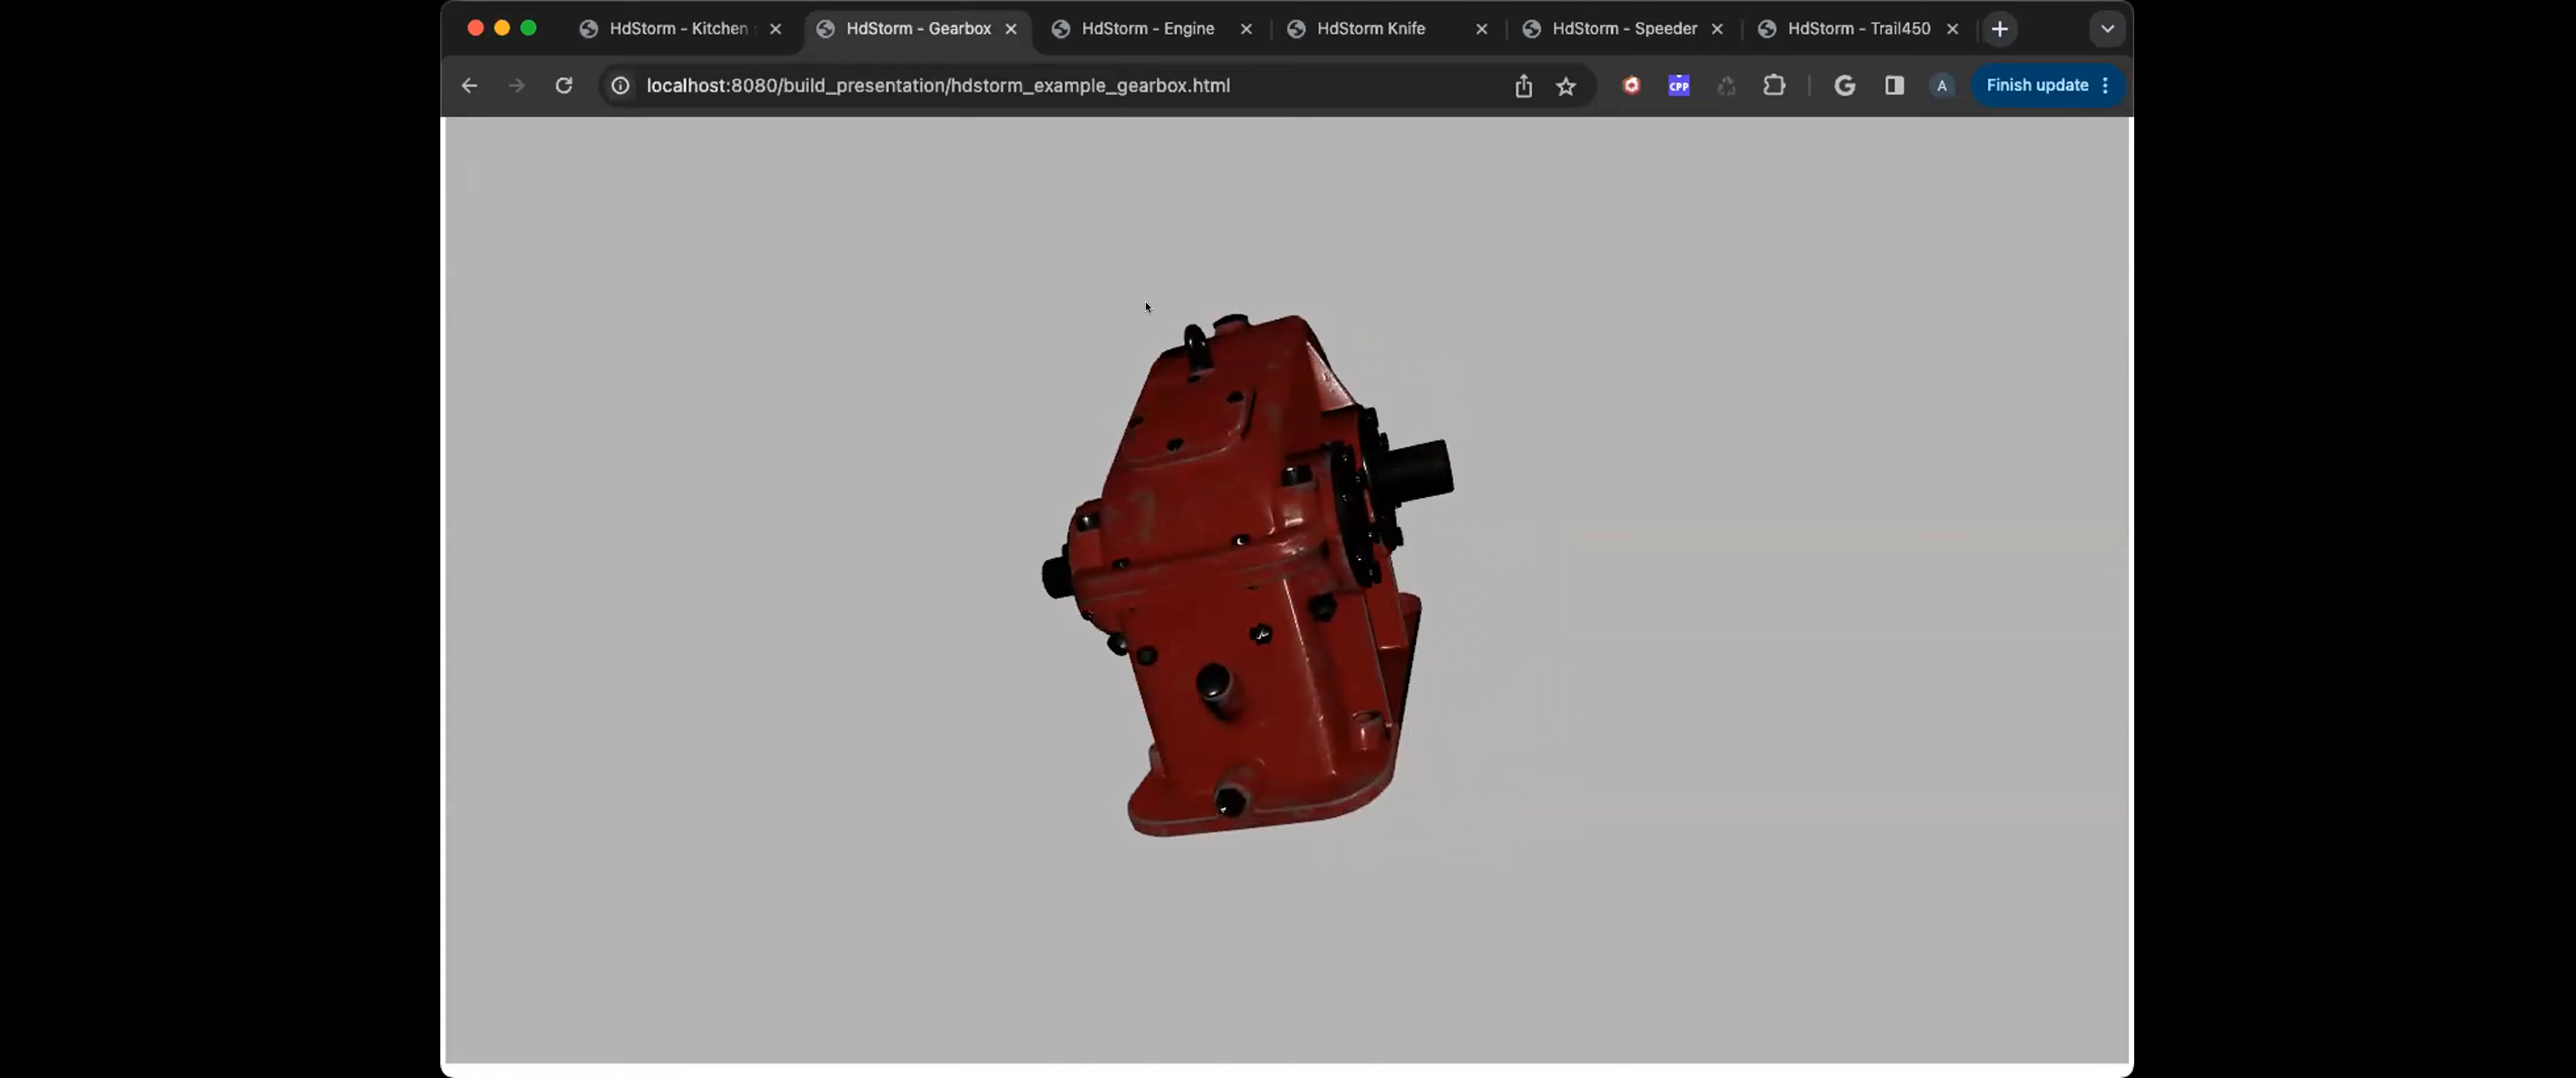 HdStorm - Kitchen
HdStorm - Gearbox
HdStorm - Engine
HdStorm Knife
HdStorm - Speeder
HdStorm - Trail450
localhost:8080/build_presentation/hdstorm_example_gearbox.html
CPP
G
A
Finish update